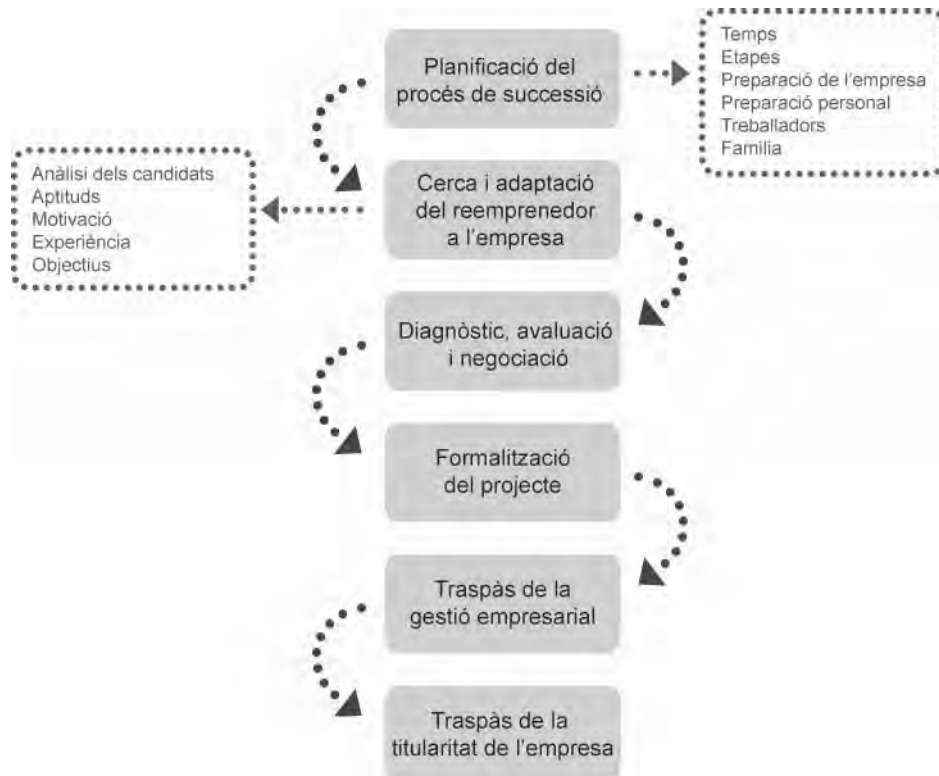 Planificació del
procés de successió
Temps
Etapes
Preparació de l'empresa
Preparació personal
Treballadors
Família
Cerca i adaptació
del reemprenedor
a l'empresa
Anàlisi dels candidats
Aptituds
Motivació
Experiència
Objectius
Diagnòstic, avaluació
i negociació
Formalització
del projecte
Traspàs de la
gestió empresarial
Traspàs de la
titularitat de l'empresa